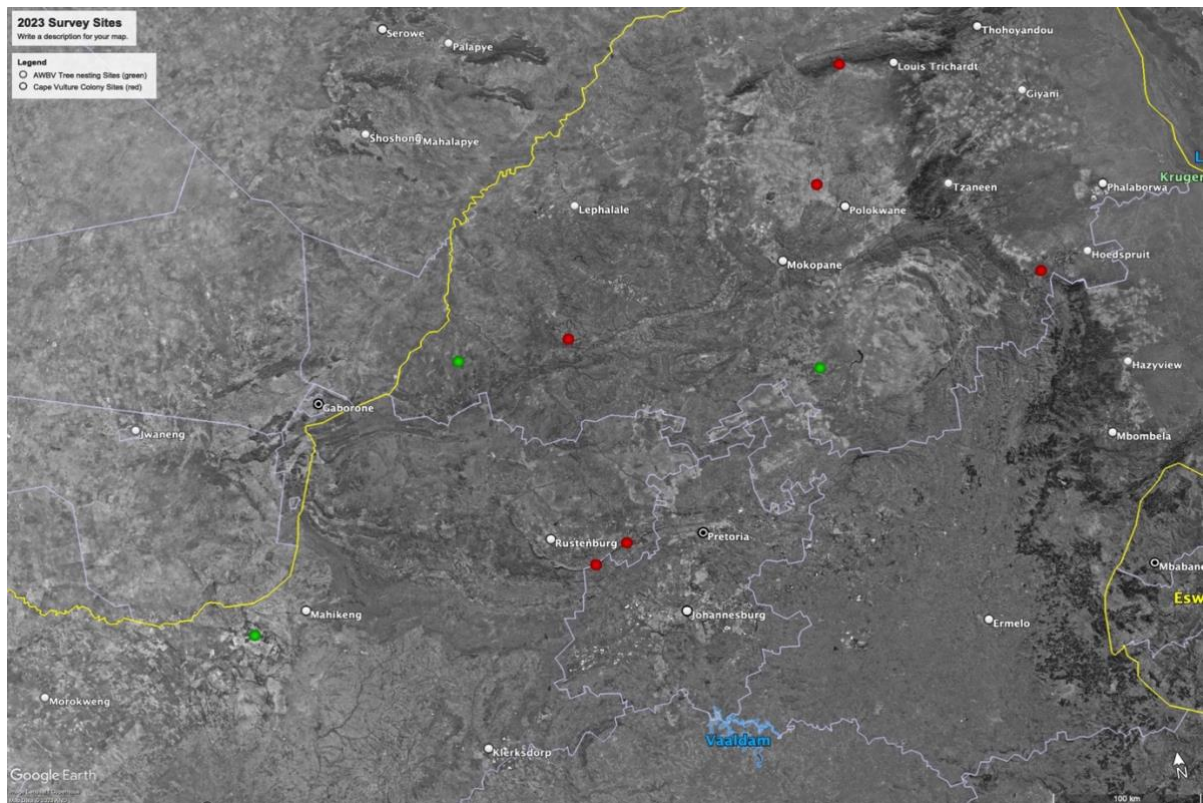 2023 Survey Sites
Write a description for your map.
Legend
AWBV Tree nesting Sites (green)
Cape Vulture Colony Sites (red)
Serowe
Palapye
Thohoyandou
Louis Trichardt
Giyani
Shoshong
Mahalapye
L
Kruger
Tzaneen
Phalaborwa
Lephalale
Polokwane
Hoedspruit
Mokopane
Hazyview
Gaborone
Jwaneng
Mbombela
Rustenburg
Pretoria
Mbabane
Esw
Mahikeng
Johannesburg
Ermelo
Morokweng
Vaaldam
Klerksdorp
Google Earth
N
100 km